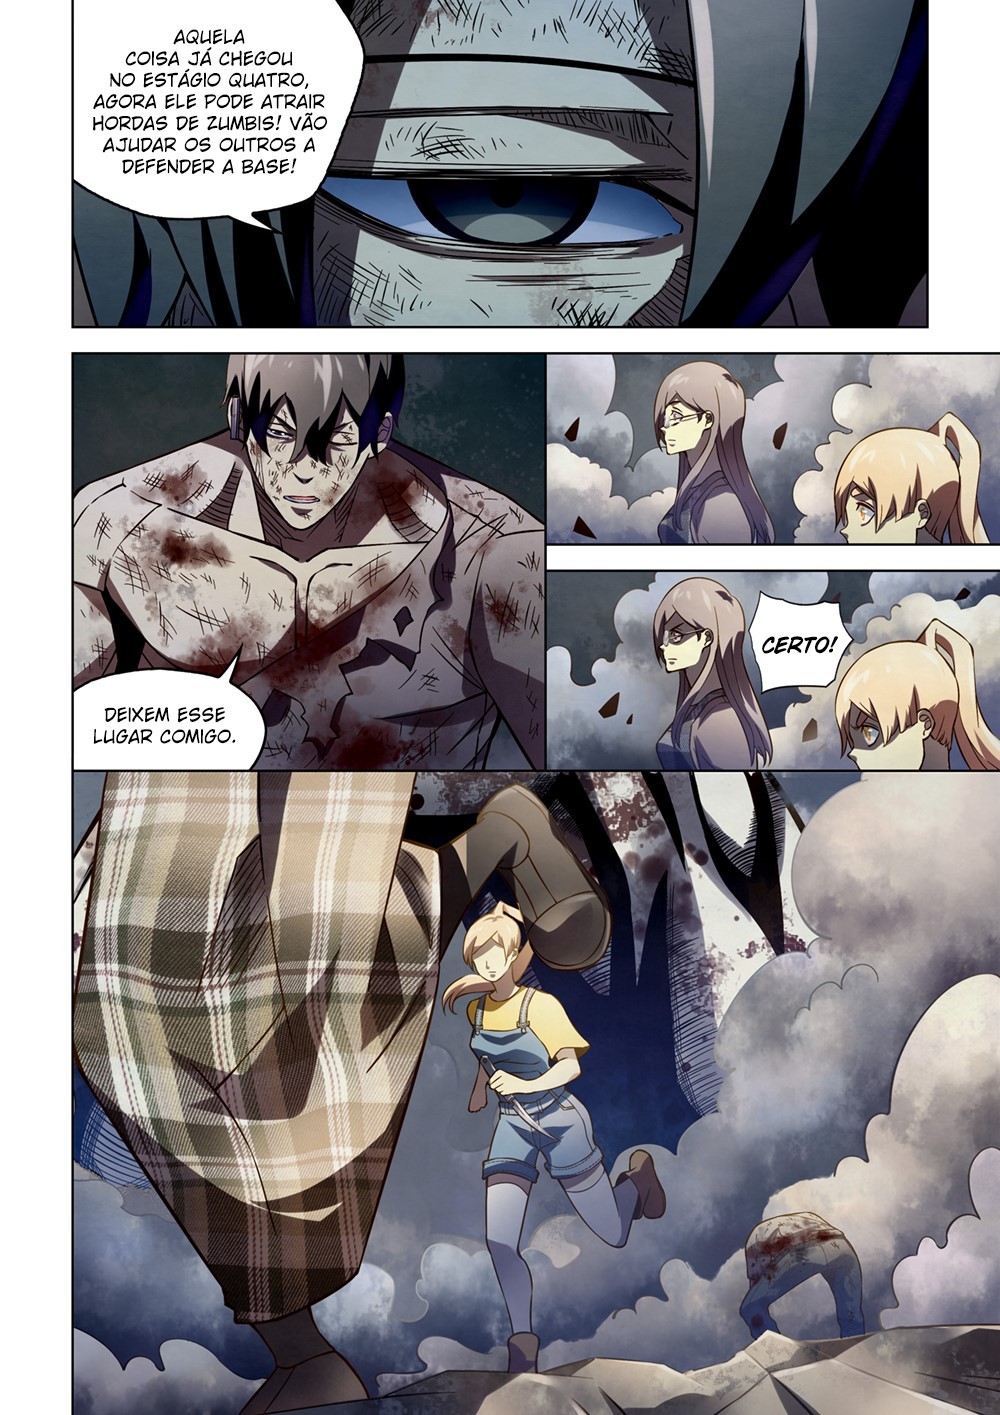 AQUELA
COISA JÁ CHEGOU
NO ESTÁGIO QUATRO,
AGORA ELE PODE ATRAIR
HORDAS DE ZUMBIS! VÃO
AJUDAR OS OUTROS A
DEFENDER A BASE!
DEIXEM ESSE
LUGAR COMIGO.
CERTO!